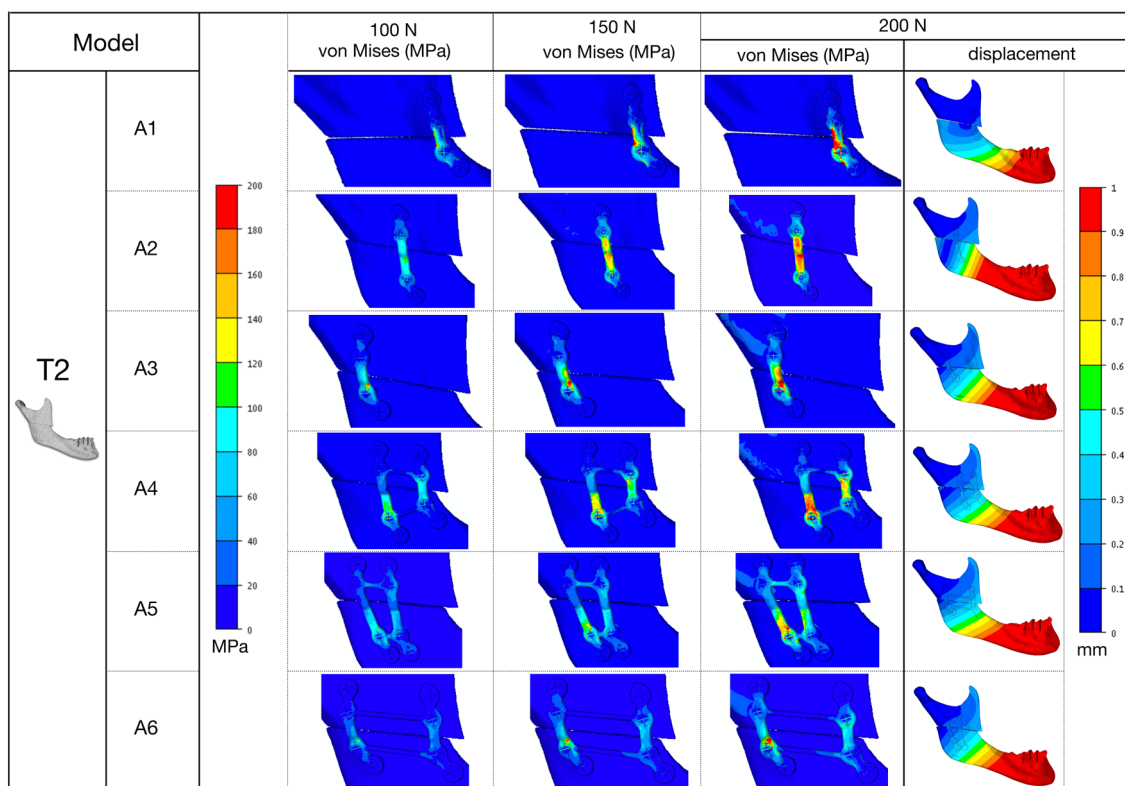 Model
100 N
von Mises (MPa)
150 N
von Mises (MPa)
200 N
von Mises (MPa)
displacement
T2
A1
A2
A3
A4
A5
A6
200
180
160
140
120
100
80
60
40
20
0
MPa
1
0.9
0.8
0.7
0.6
0.5
0.4
0.3
0.2
0.1
0
mm